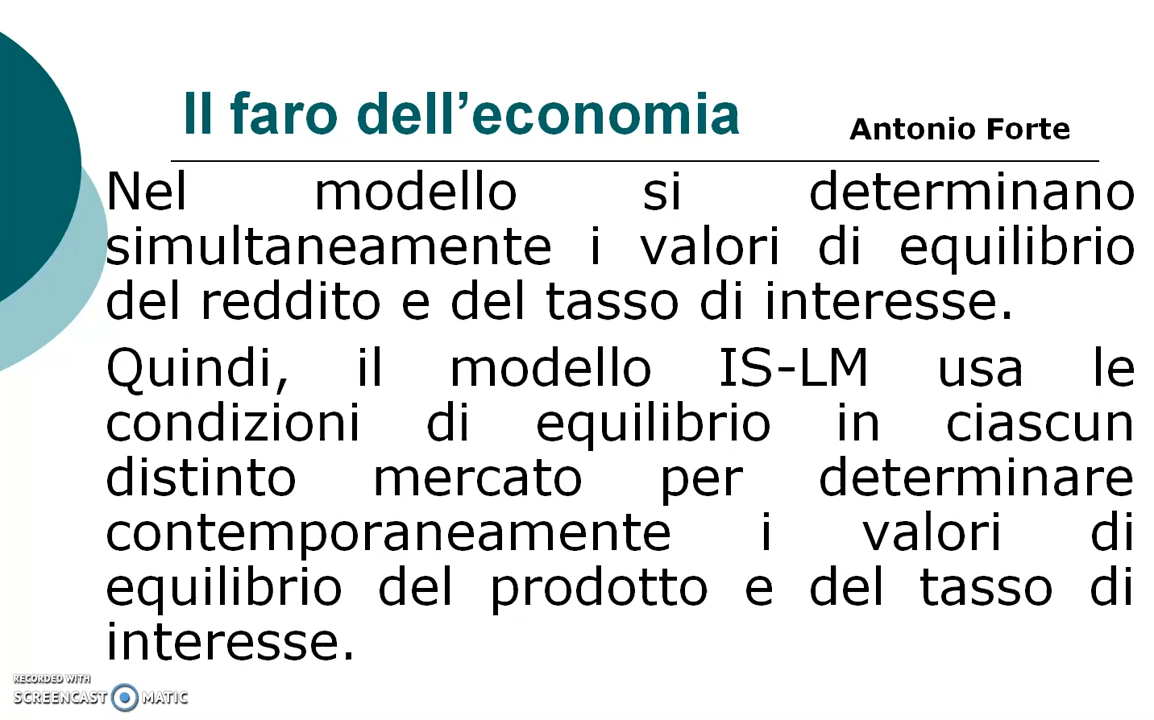 Il faro dell’economia
Antonio Forte
Nel modello si determinano
simultaneamente i valori di equilibrio
del reddito e del tasso di interesse.
Quindi, il modello IS-LM usa le
condizioni di equilibrio in ciascun
distinto mercato per determinare
contemporaneamente i valori di
equilibrio del prodotto e del tasso di
interesse.
RECORDED WITH
SCREENCAST MATIC